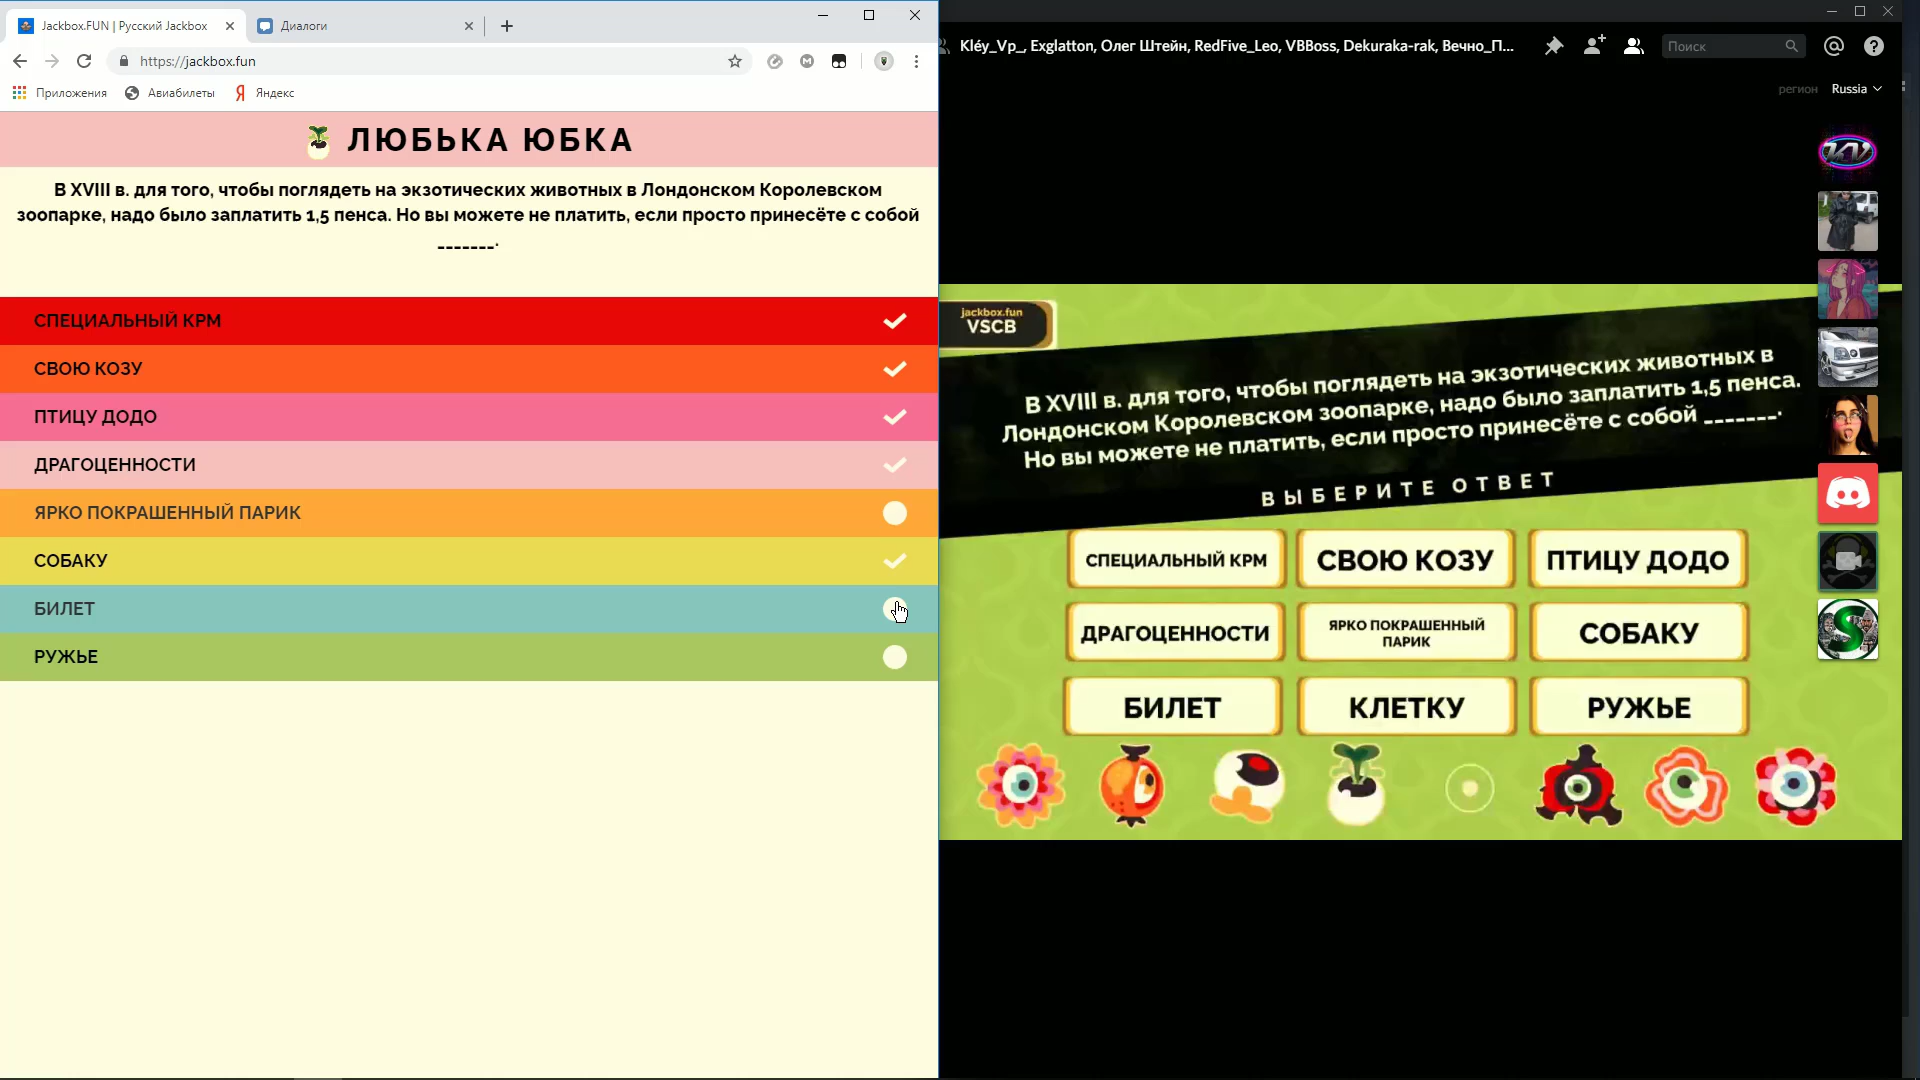 Jackbox.FUN | Русский Jackbox
Диалоги
https://jackbox.fun
Приложения
Авиабилеты
Яндекс
ЛЮБЬКА ЮБКА
В XVIII в. для того, чтобы поглядеть на экзотических животных в Лондонском Королевском
зоопарке, надо было заплатить 1,5 пенса. Но вы можете не платить, если просто принесёте с собой
_______.
СПЕЦИАЛЬНЫЙ КРМ
СВОЮ КОЗУ
ПТИЦУ ДОДО
ДРАГОЦЕННОСТИ
ЯРКО ПОКРАШЕННЫЙ ПАРИК
СОБАКУ
БИЛЕТ
РУЖЬЕ
Kléy_Vp_, Exglatton, Олег Штейн, RedFive_Leo, VBBoss, Dekuraka-rak, Вечно_П...
Поиск
регион
Russia
KV
jackbox.fun
VSCB
В XVIII в. для того, чтобы поглядеть на экзотических животных в
Лондонском Королевском зоопарке, надо было заплатить 1,5 пенса.
Но вы можете не платить, если просто принесёте с собой _______.
ВЫБЕРИТЕ ОТВЕТ
СПЕЦИАЛЬНЫЙ КРМ
СВОЮ КОЗУ
ПТИЦУ ДОДО
ДРАГОЦЕННОСТИ
ЯРКО ПОКРАШЕННЫЙ
ПАРИК
СОБАКУ
БИЛЕТ
КЛЕТКУ
РУЖЬЕ
S